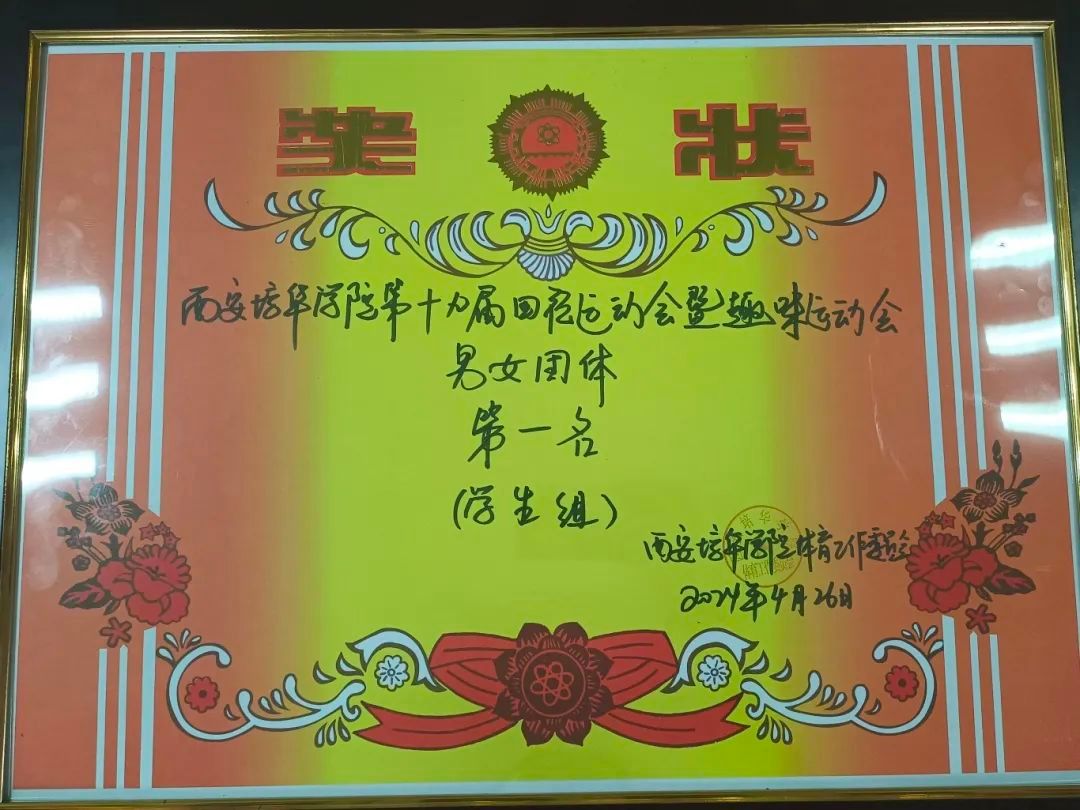 奖 状
西安培华学院第十九届田径运动会暨趣味运动会
男女团体
第一名
(学生组)
西安培华学院体育工作委员会
2024年4月26日